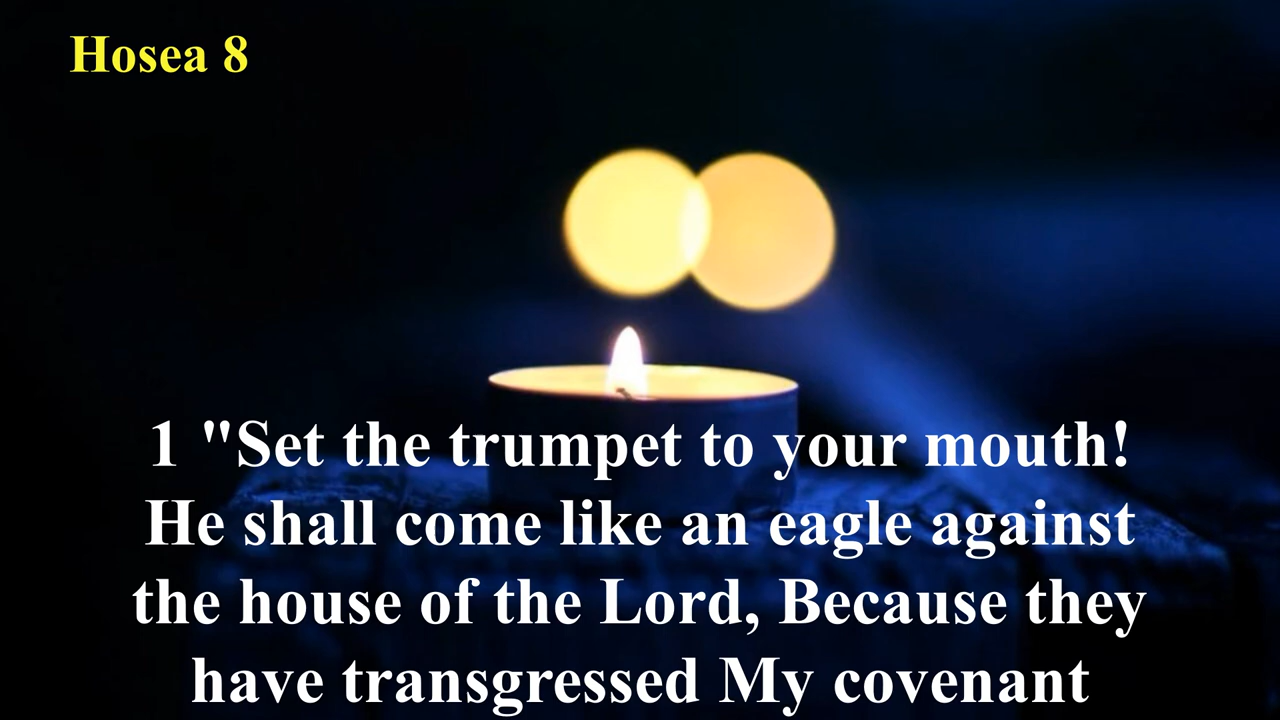 Hosea 8
1 "Set the trumpet to your mouth!
He shall come like an eagle against
the house of the Lord, Because they
have transgressed My covenant